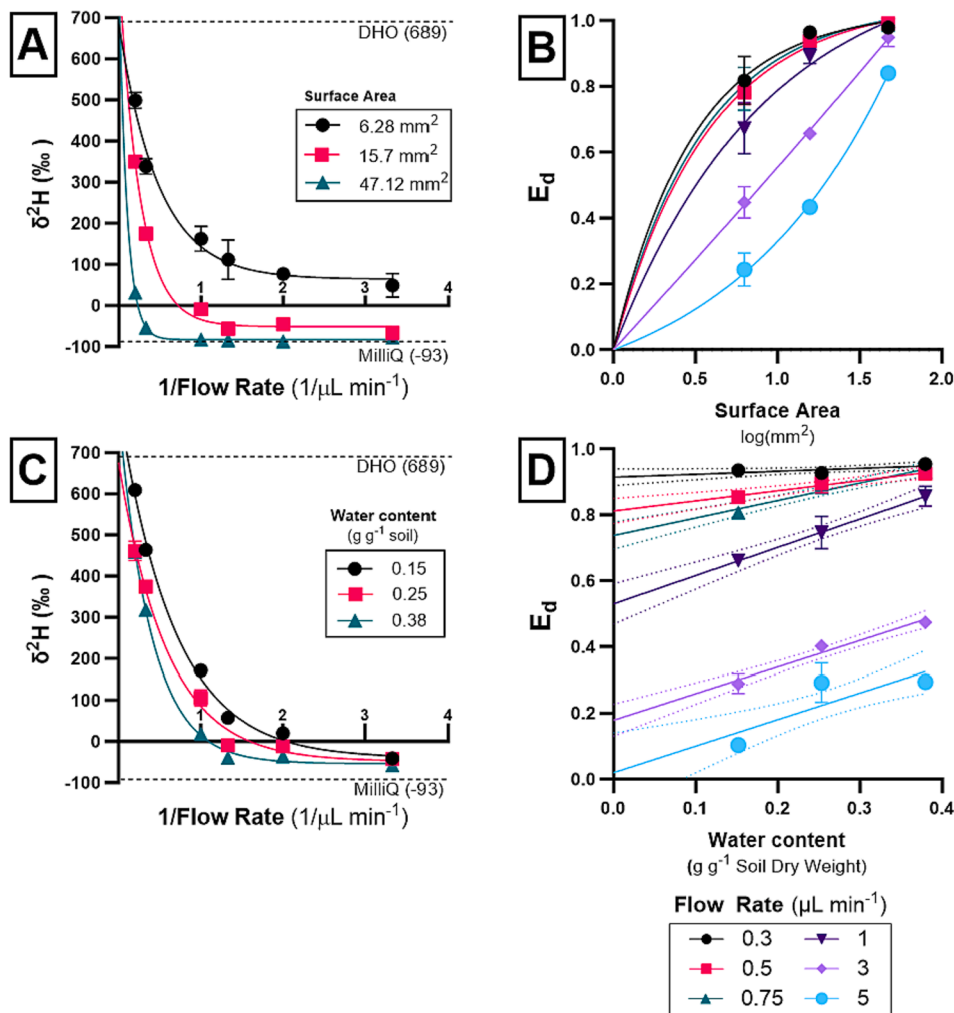 A
700
600
500
400
300
200
100
0
-100
δ²H (‰)
DHO (689)
Surface Area
6.28 mm²
15.7 mm²
47.12 mm²
1 2 3 4
MilliQ (-93)
1/Flow Rate (1/μL min⁻¹)
B
1.0
0.8
0.6
0.4
0.2
0.0
E_d
0.0 0.5 1.0 1.5 2.0
Surface Area
log(mm²)
C
700
600
500
400
300
200
100
0
-100
δ²H (‰)
DHO (689)
Water content
(g g⁻¹ soil)
0.15
0.25
0.38
1 2 3 4
MilliQ (-93)
1/Flow Rate (1/μL min⁻¹)
D
1.0
0.8
0.6
0.4
0.2
0.0
E_d
0.0 0.1 0.2 0.3 0.4
Water content
(g g⁻¹ Soil Dry Weight)
Flow Rate (μL min⁻¹)
0.3 1
0.5 3
0.75 5